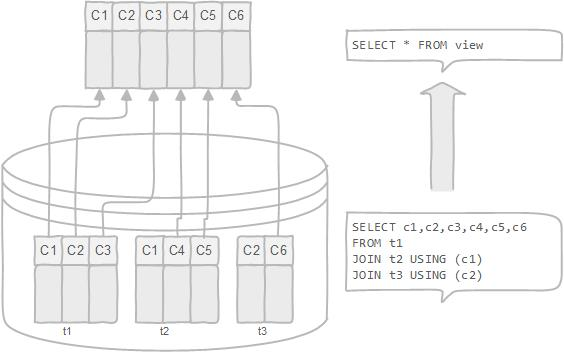 C1 C2 C3 C4 C5 C6
SELECT * FROM view
SELECT c1,c2,c3,c4,c5,c6
FROM t1
JOIN t2 USING (c1)
JOIN t3 USING (c2)
C1 C2 C3 C1 C4 C5 C2 C6
t1 t2 t3